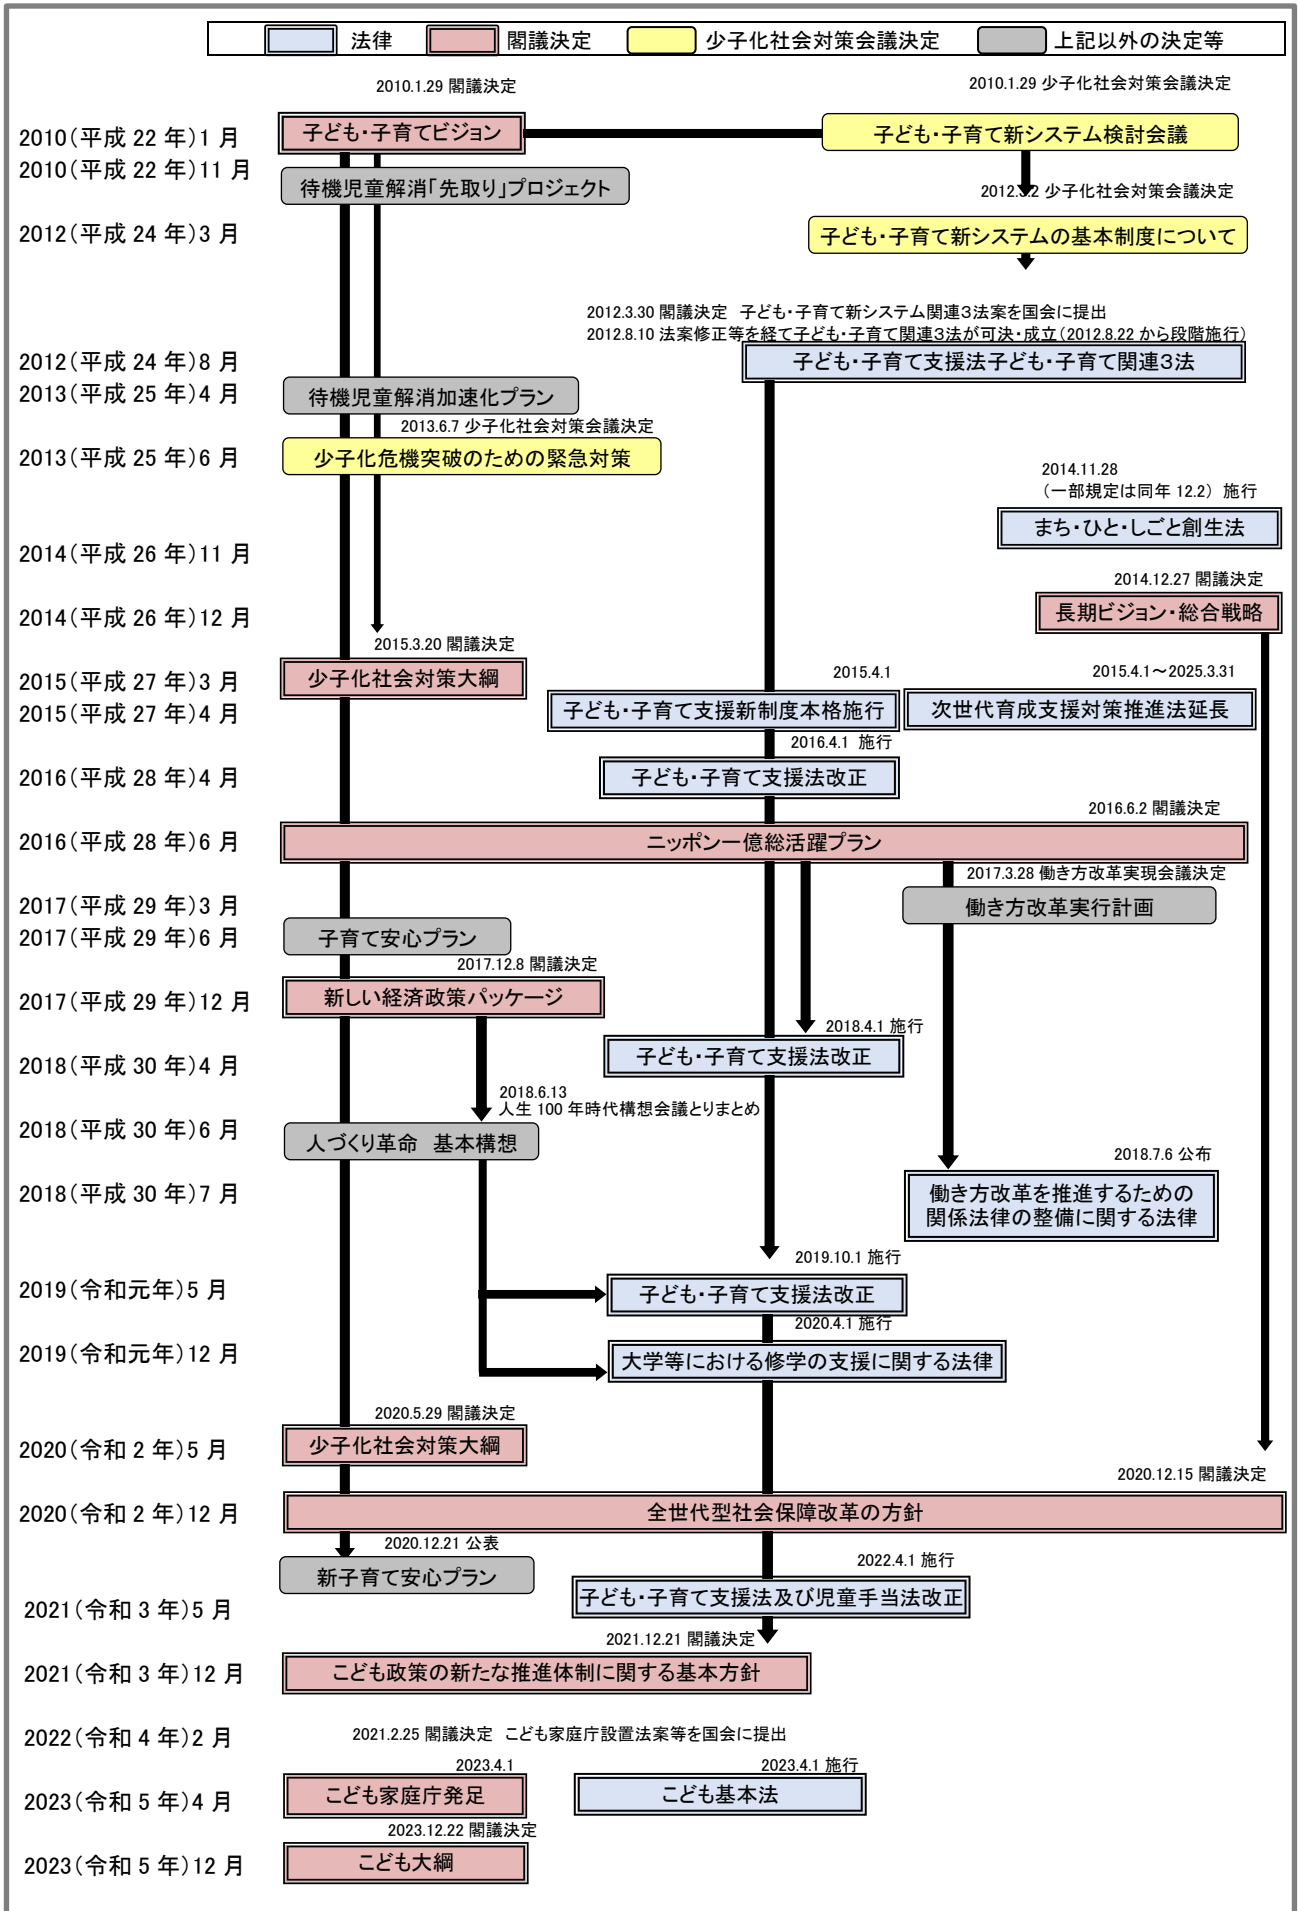 法律 閣議決定 少子化社会対策会議決定 上記以外の決定等
2010.1.29 閣議決定
2010.1.29 少子化社会対策会議決定
2010(平成 22 年)1 月
子ども・子育てビジョン
子ども・子育て新システム検討会議
2010(平成 22 年)11 月
待機児童解消「先取り」プロジェクト
2012.3.2 少子化社会対策会議決定
2012(平成 24 年)3 月
子ども・子育て新システムの基本制度について
2012.3.30 閣議決定 子ども・子育て新システム関連3法案を国会に提出
2012.8.10 法案修正等を経て子ども・子育て関連3法が可決・成立(2012.8.22 から段階施行)
2012(平成 24 年)8 月
子ども・子育て支援法子ども・子育て関連3法
2013(平成 25 年)4 月
待機児童解消加速化プラン
2013.6.7 少子化社会対策会議決定
2013(平成 25 年)6 月
少子化危機突破のための緊急対策
2014.11.28
(一部規定は同年 12.2) 施行
まち・ひと・しごと創生法
2014(平成 26 年)11 月
2014.12.27 閣議決定
2014(平成 26 年)12 月
長期ビジョン・総合戦略
2015.3.20 閣議決定
2015(平成 27 年)3 月
少子化社会対策大綱
2015.4.1
2015.4.1～2025.3.31
2015(平成 27 年)4 月
子ども・子育て支援新制度本格施行
次世代育成支援対策推進法延長
2016.4.1 施行
2016(平成 28 年)4 月
子ども・子育て支援法改正
2016.6.2 閣議決定
2016(平成 28 年)6 月
ニッポン一億総活躍プラン
2017.3.28 働き方改革実現会議決定
2017(平成 29 年)3 月
働き方改革実行計画
2017(平成 29 年)6 月
子育て安心プラン
2017.12.8 閣議決定
2017(平成 29 年)12 月
新しい経済政策パッケージ
2018.4.1 施行
2018(平成 30 年)4 月
子ども・子育て支援法改正
2018.6.13
人生 100 年時代構想会議とりまとめ
2018(平成 30 年)6 月
人づくり革命 基本構想
2018.7.6 公布
2018(平成 30 年)7 月
働き方改革を推進するための
関係法律の整備に関する法律
2019.10.1 施行
2019(令和元年)5 月
子ども・子育て支援法改正
2020.4.1 施行
2019(令和元年)12 月
大学等における修学の支援に関する法律
2020.5.29 閣議決定
2020(令和 2 年)5 月
少子化社会対策大綱
2020.12.15 閣議決定
2020(令和 2 年)12 月
全世代型社会保障改革の方針
2020.12.21 公表
新子育て安心プラン
2022.4.1 施行
2021(令和 3 年)5 月
子ども・子育て支援法及び児童手当法改正
2021.12.21 閣議決定
2021(令和 3 年)12 月
こども政策の新たな推進体制に関する基本方針
2022(令和 4 年)2 月
2021.2.25 閣議決定 こども家庭庁設置法案等を国会に提出
2023.4.1
2023.4.1 施行
2023(令和 5 年)4 月
こども家庭庁発足
こども基本法
2023.12.22 閣議決定
2023(令和 5 年)12 月
こども大綱